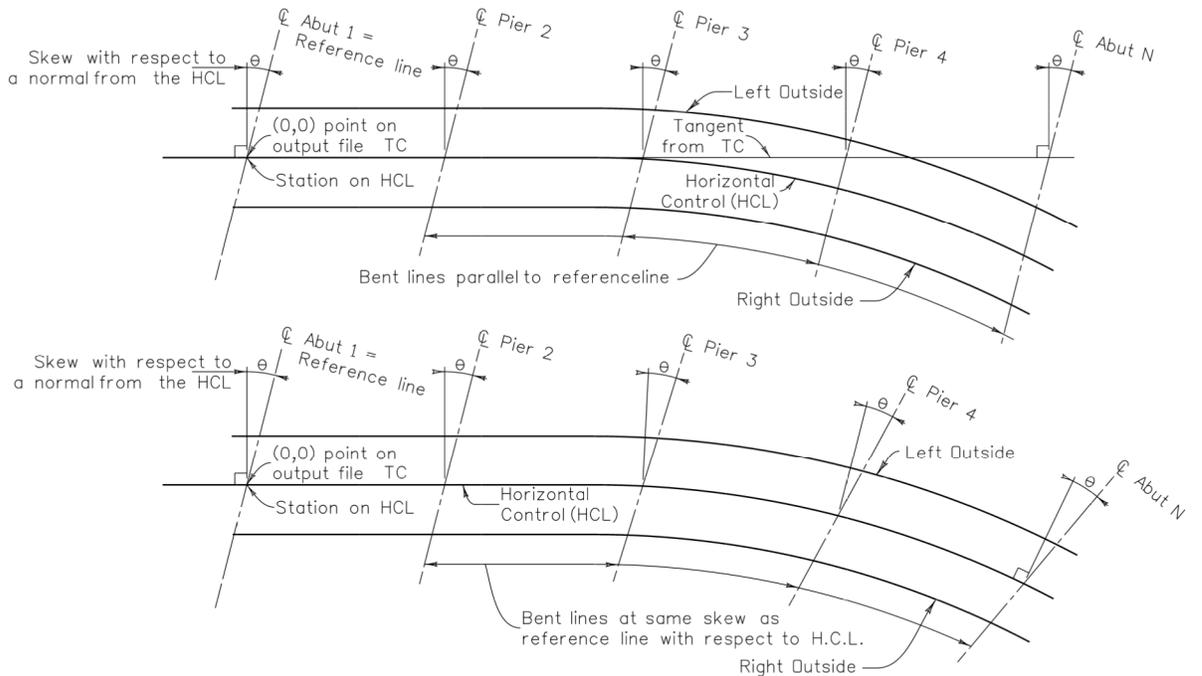 ℄ Abut 1 =
Reference line
℄ Pier 2
℄ Pier 3
℄ Pier 4
℄ Abut N
Skew with respect to
a normal from the HCL
θ
θ
θ
θ
θ
Left Outside
(0,0) point on
output file TC
Tangent
from TC
Station on HCL
Horizontal
Control (HCL)
Bent lines parallel to referenceline
Right Outside
℄ Abut 1 =
Reference line
℄ Pier 2
℄ Pier 3
℄ Pier 4
℄ Abut N
Skew with respect to
a normal from the HCL
θ
θ
θ
θ
θ
Left Outside
(0,0) point on
output file TC
Station on HCL
Horizontal
Control (HCL)
Bent lines at same skew as
reference line with respect to H.C.L.
Right Outside